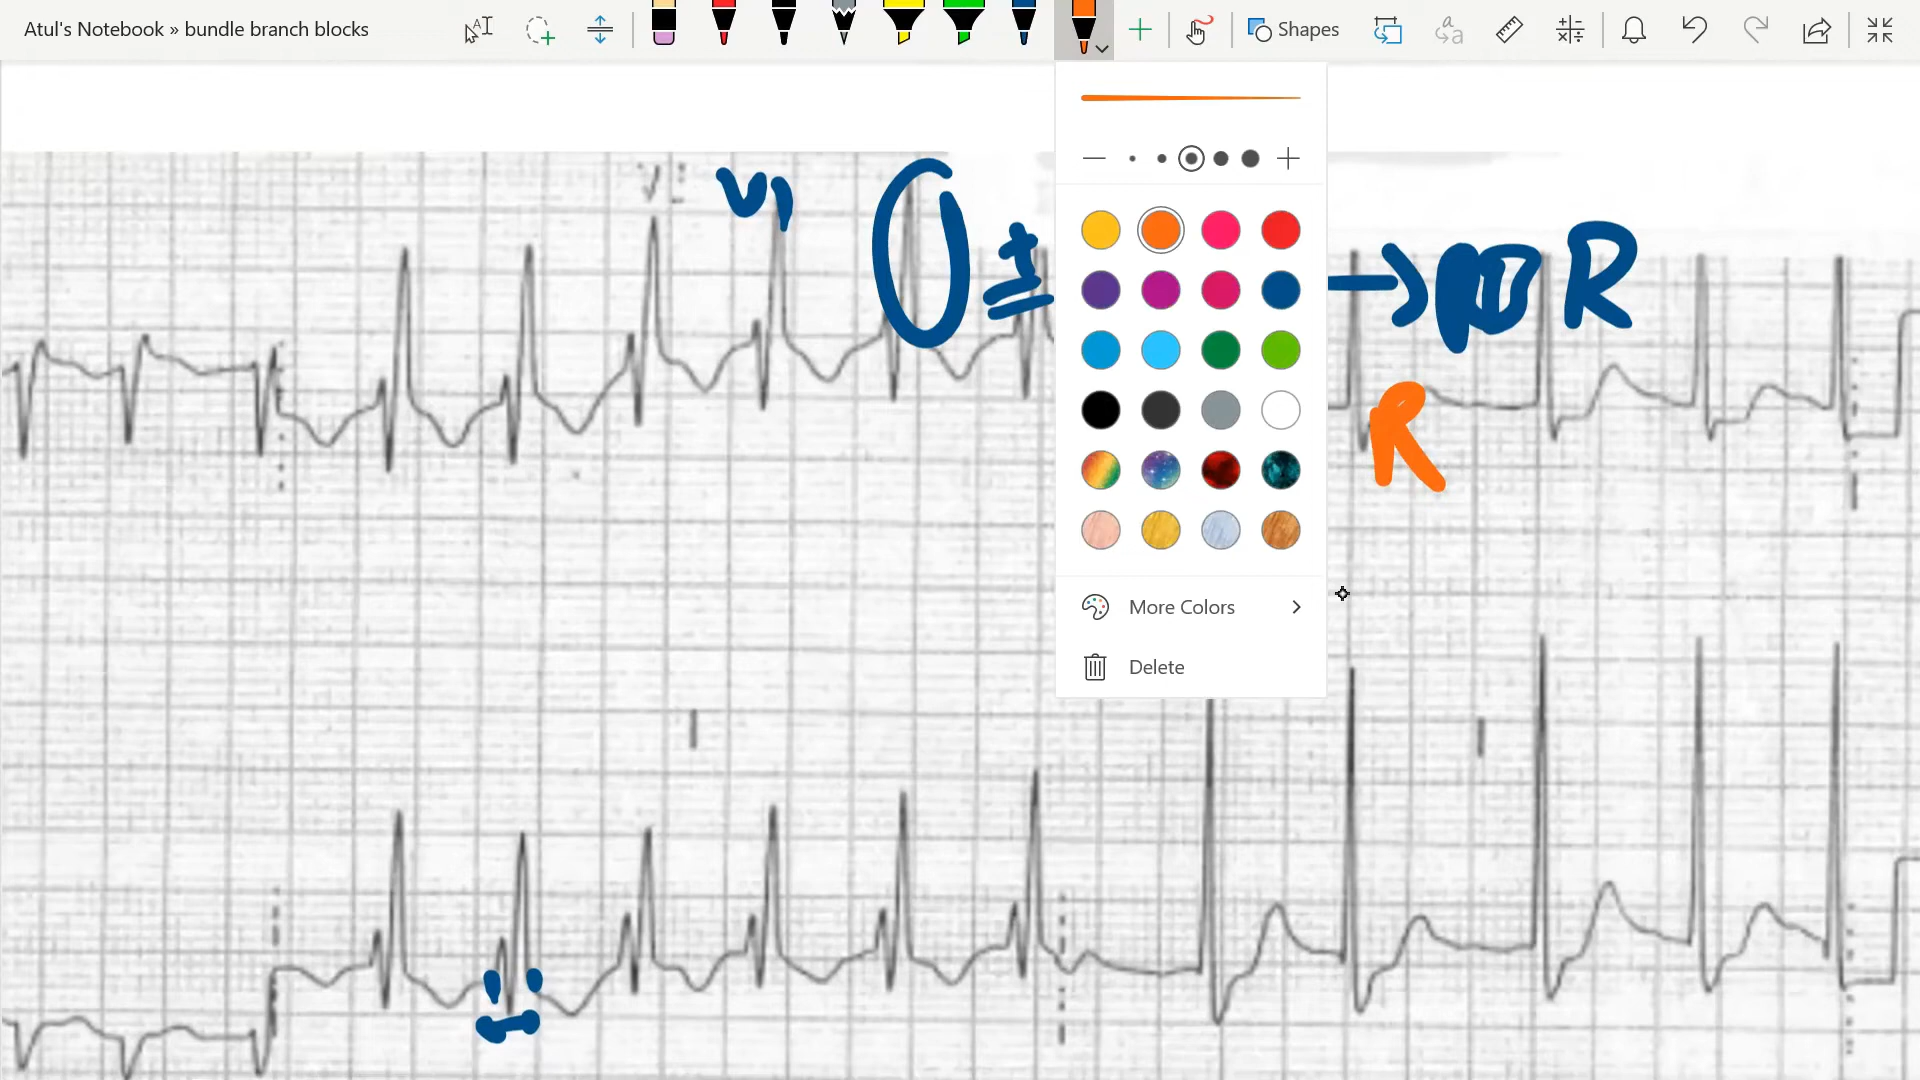 Atul's Notebook » bundle branch blocks
Shapes
V1
± → R
R
More Colors
Delete